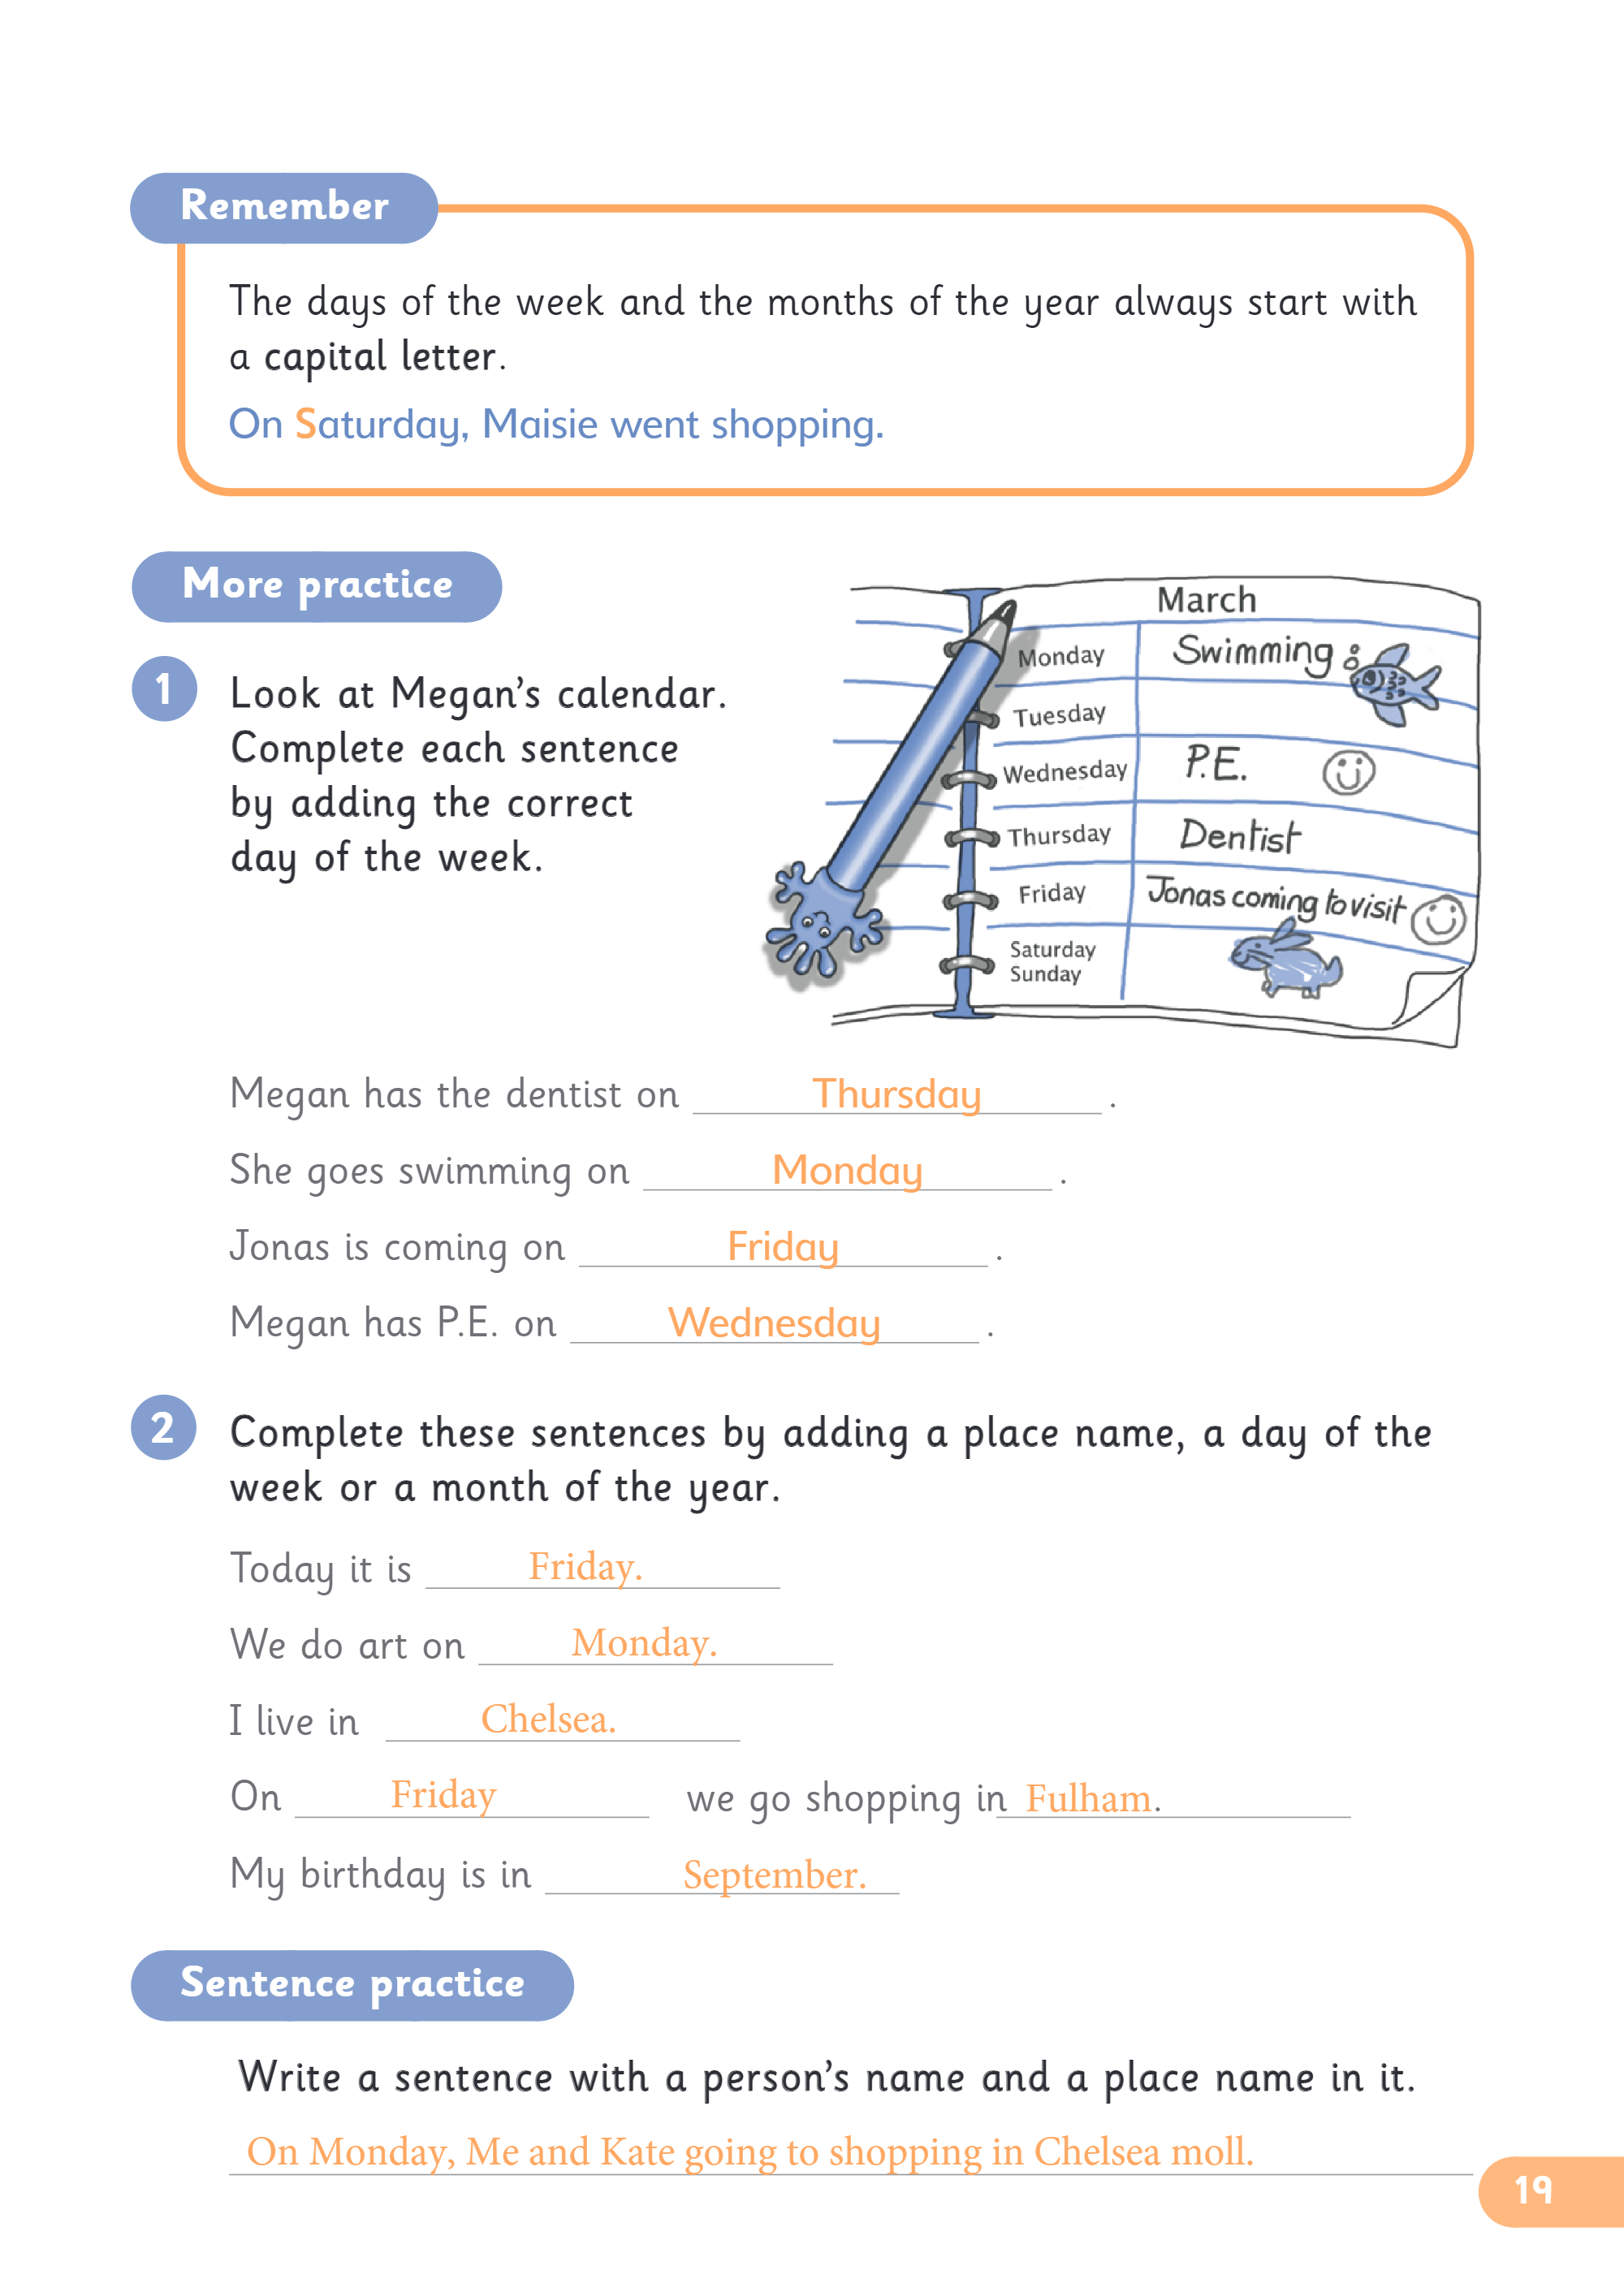 Remember
The days of the week and the months of the year always start with
a capital letter.
On Saturday, Maisie went shopping.
More practice
1 Look at Megan's calendar.
Complete each sentence
by adding the correct
day of the week.
March
Monday Swimming
Tuesday
Wednesday P.E.
Thursday Dentist
Friday Jonas coming to visit
Saturday
Sunday
Megan has the dentist on Thursday.
She goes swimming on Monday.
Jonas is coming on Friday.
Megan has P.E. on Wednesday.
2 Complete these sentences by adding a place name, a day of the
week or a month of the year.
Today it is Friday.
We do art on Monday.
I live in Chelsea.
On Friday we go shopping in Fulham.
My birthday is in September.
Sentence practice
Write a sentence with a person's name and a place name in it.
On Monday, Me and Kate going to shopping in Chelsea moll.
19